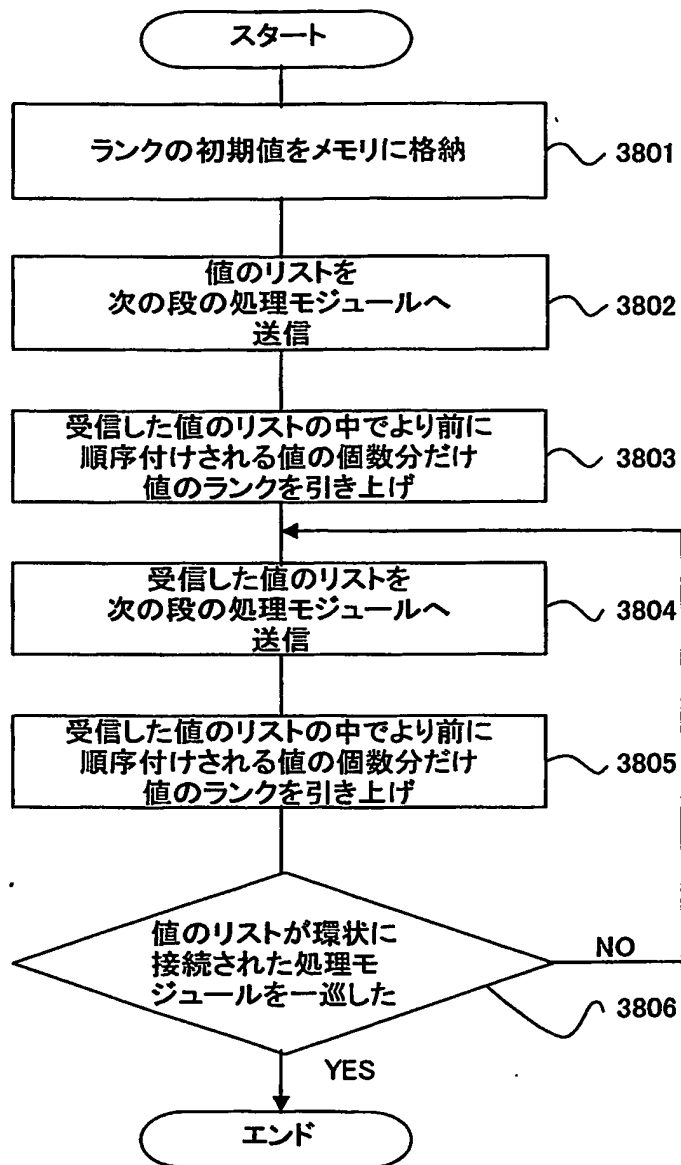 スタート
ランクの初期値をメモリに格納
3801
値のリストを
次の段の処理モジュールへ
送信
3802
受信した値のリストの中でより前に
順序付けされる値の個数分だけ
値のランクを引き上げ
3803
受信した値のリストを
次の段の処理モジュールへ
送信
3804
受信した値のリストの中でより前に
順序付けされる値の個数分だけ
値のランクを引き上げ
3805
値のリストが環状に
接続された処理モ
ジュールを一巡した
NO
3806
YES
エンド